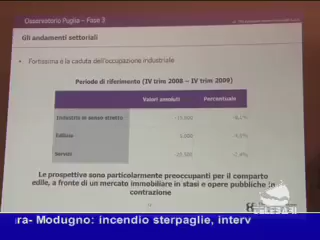 Osservatorio Puglia – Fase 3
Gli andamenti settoriali
Fortissima è la caduta dell'occupazione industriale
Periodo di riferimento (IV trim 2008 – IV trim 2009)
Valori assoluti Percentuale
Industria in senso stretto
Edilizia
Servizi
Le prospettive sono particolarmente preoccupanti per il comparto
edile, a fronte di un mercato immobiliare in stasi e opere pubbliche in
contrazione
ara- Modugno: incendio sterpaglie, interv